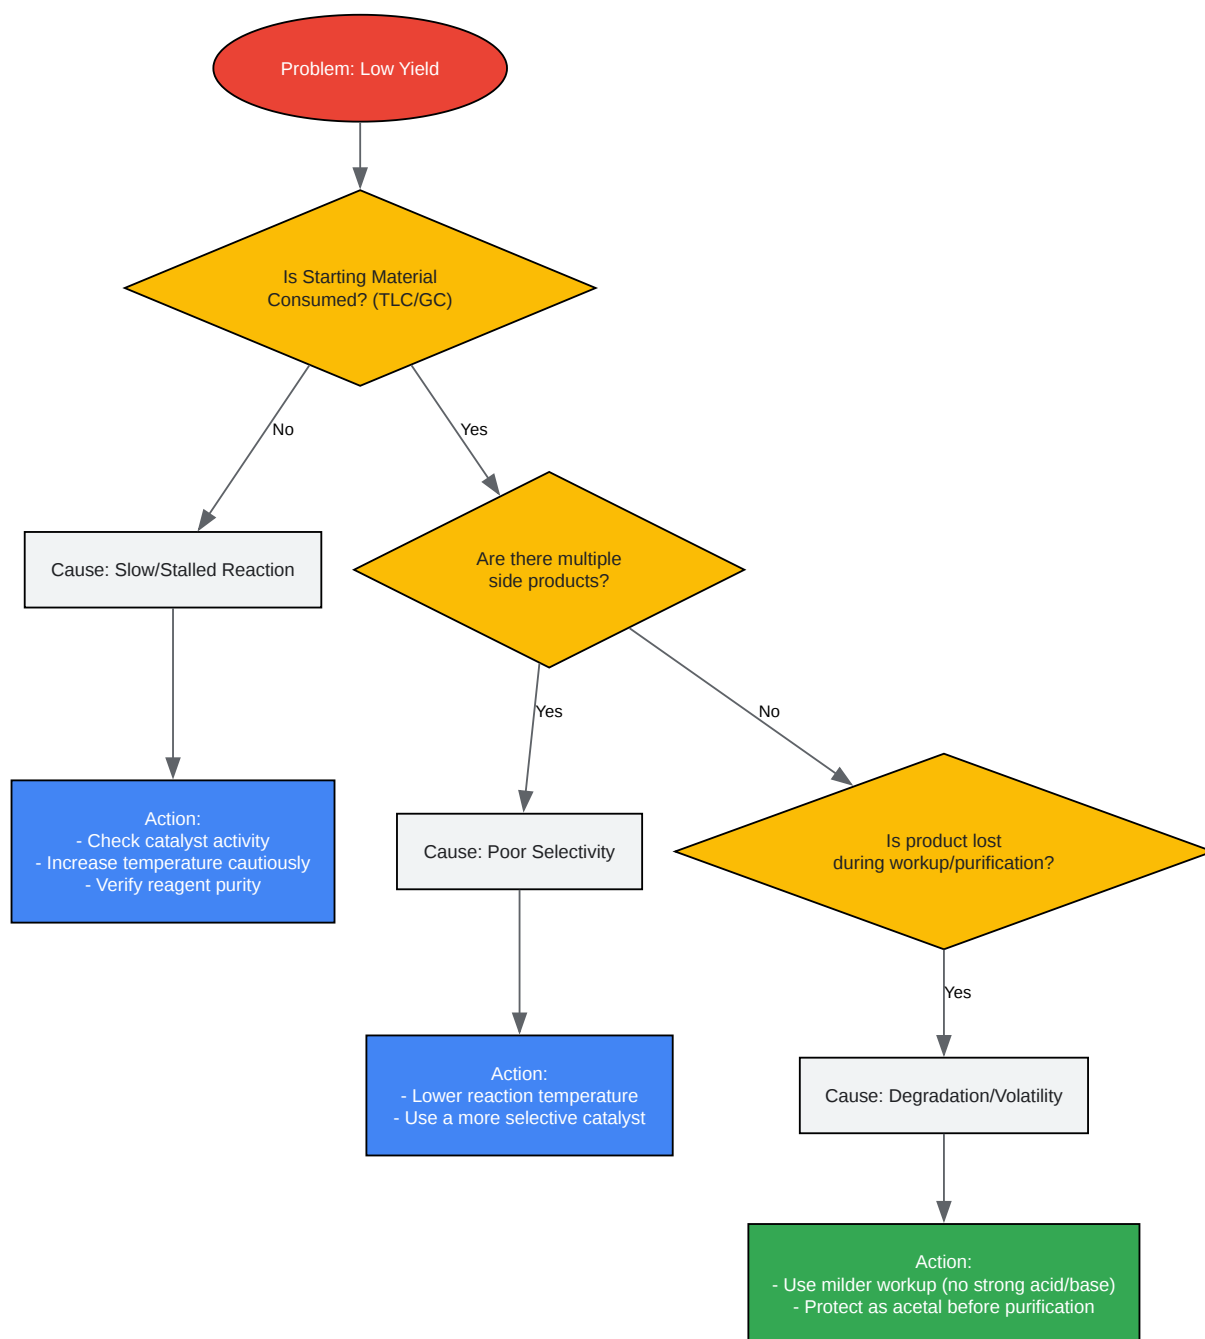 Problem: Low Yield
Is Starting Material
Consumed? (TLC/GC)
No
Yes
Cause: Slow/Stalled Reaction
Are there multiple
side products?
Yes
No
Action:
- Check catalyst activity
- Increase temperature cautiously
- Verify reagent purity
Cause: Poor Selectivity
Is product lost
during workup/purification?
Yes
Action:
- Lower reaction temperature
- Use a more selective catalyst
Cause: Degradation/Volatility
Action:
- Use milder workup (no strong acid/base)
- Protect as acetal before purification